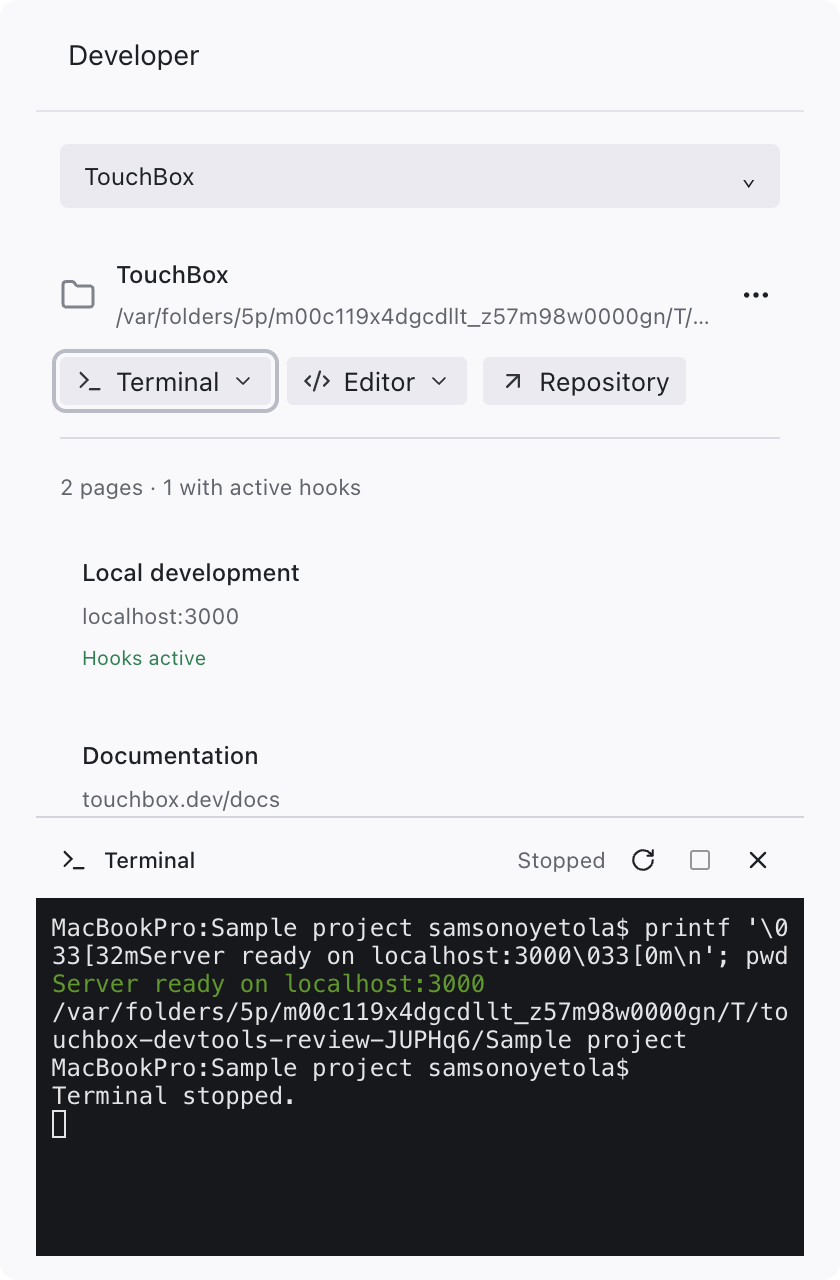 Developer
TouchBox
TouchBox
/var/folders/5p/m00c119x4dgcdllt_z57m98w0000gn/T/...
Terminal
Editor
Repository
2 pages · 1 with active hooks
Local development
localhost:3000
Hooks active
Documentation
touchbox.dev/docs
Terminal
Stopped
MacBookPro:Sample project samsonoyetola$ printf '\0
33[32mServer ready on localhost:3000\033[0m\n'; pwd
Server ready on localhost:3000
/var/folders/5p/m00c119x4dgcdllt_z57m98w0000gn/T/to
uchbox-devtools-review-JUPHq6/Sample project
MacBookPro:Sample project samsonoyetola$
Terminal stopped.